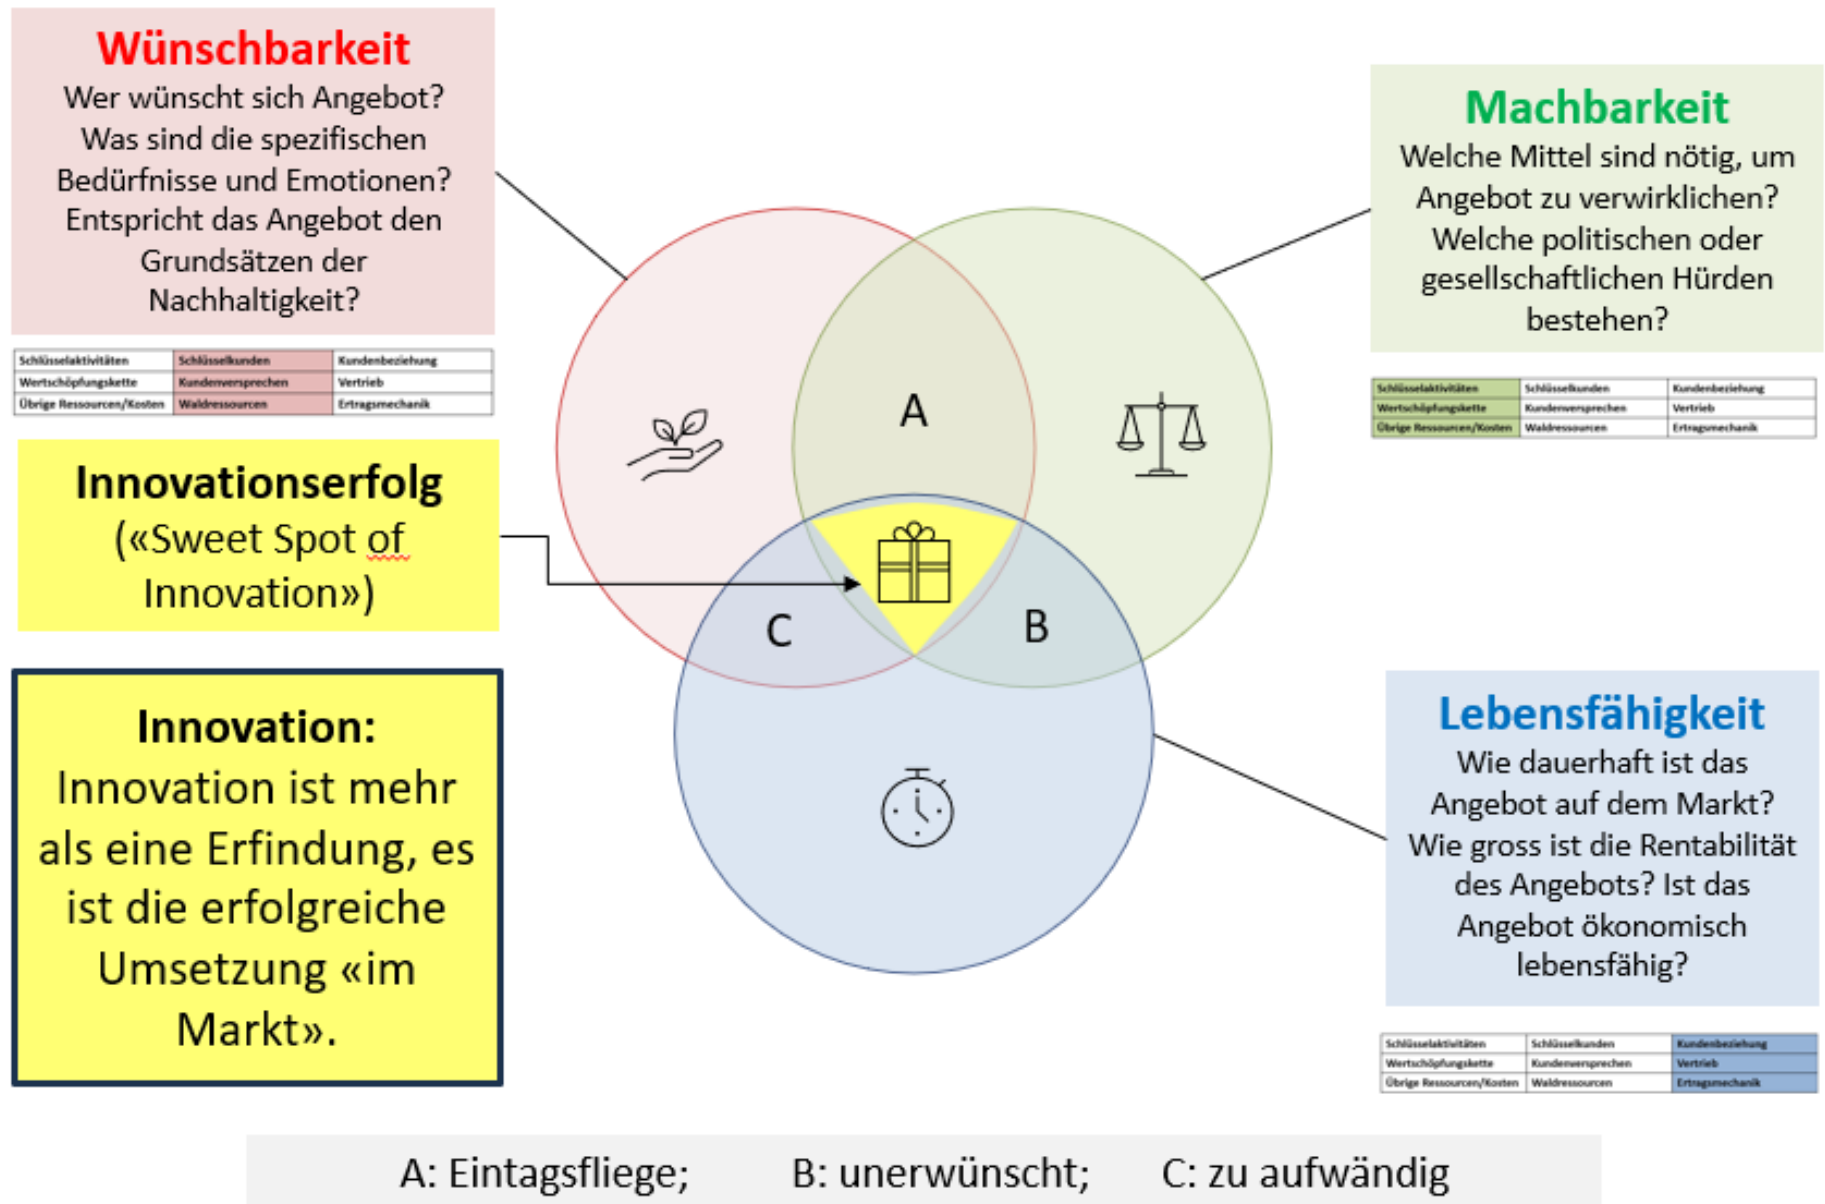 Wünschbarkeit
Wer wünscht sich Angebot?
Was sind die spezifischen
Bedürfnisse und Emotionen?
Entspricht das Angebot den
Grundsätzen der
Nachhaltigkeit?
Schlüsselaktivitäten Schlüsselkunden Kundenbeziehung
Wertschöpfungskette Kundenversprechen Vertrieb
Übrige Ressourcen/Kosten Waldressourcen Ertragsmechanik
Machbarkeit
Welche Mittel sind nötig, um
Angebot zu verwirklichen?
Welche politischen oder
gesellschaftlichen Hürden
bestehen?
Schlüsselaktivitäten Schlüsselkunden Kundenbeziehung
Wertschöpfungskette Kundenversprechen Vertrieb
Übrige Ressourcen/Kosten Waldressourcen Ertragsmechanik
Innovationserfolg
(«Sweet Spot of
Innovation»)
A
C
B
Innovation:
Innovation ist mehr
als eine Erfindung, es
ist die erfolgreiche
Umsetzung «im
Markt».
Lebensfähigkeit
Wie dauerhaft ist das
Angebot auf dem Markt?
Wie gross ist die Rentabilität
des Angebots? Ist das
Angebot ökonomisch
lebensfähig?
Schlüsselaktivitäten Schlüsselkunden Kundenbeziehung
Wertschöpfungskette Kundenversprechen Vertrieb
Übrige Ressourcen/Kosten Waldressourcen Ertragsmechanik
A: Eintagsfliege; B: unerwünscht; C: zu aufwändig